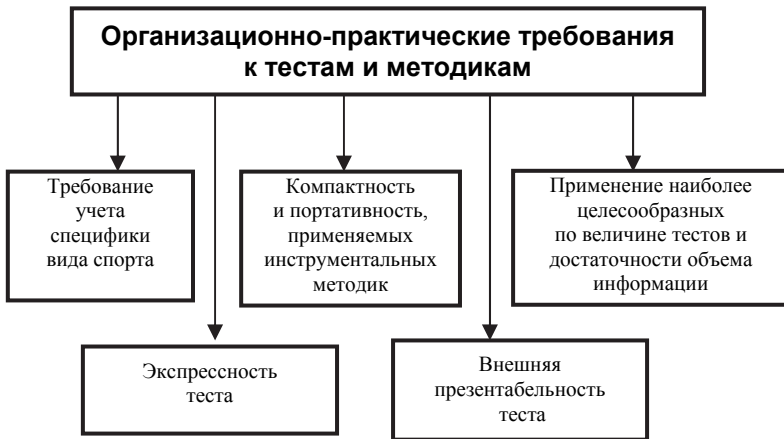 Организационно-практические требования
к тестам и методикам
Требование
учета
специфики
вида спорта
Компактность
и портативность,
применяемых
инструментальных
методик
Применение наиболее
целесообразных
по величине тестов и
достаточности объема
информации
Экспрессность
теста
Внешняя
презентабельность
теста